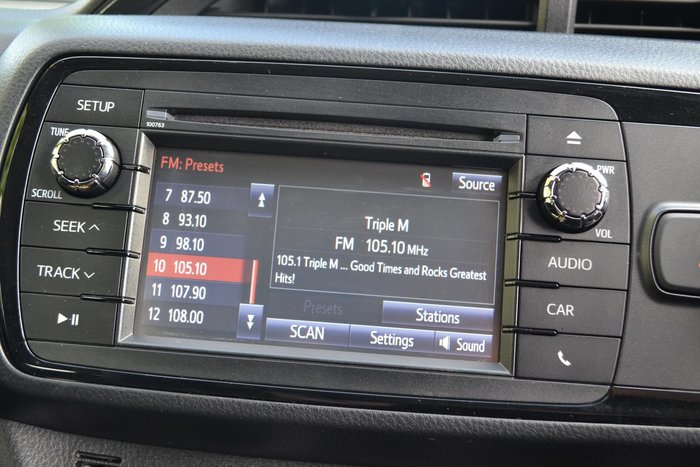 SETUP
100763
TUNE
SCROLL
SEEK
TRACK
FM: Presets
Source
7 87.50
8 93.10
9 98.10
10 105.10
11 107.90
12 108.00
Triple M
FM 105.10 MHz
105.1 Triple M ... Good Times and Rocks Greatest
Hits!
Presets
Stations
SCAN
Settings
Sound
PWR
VOL
AUDIO
CAR